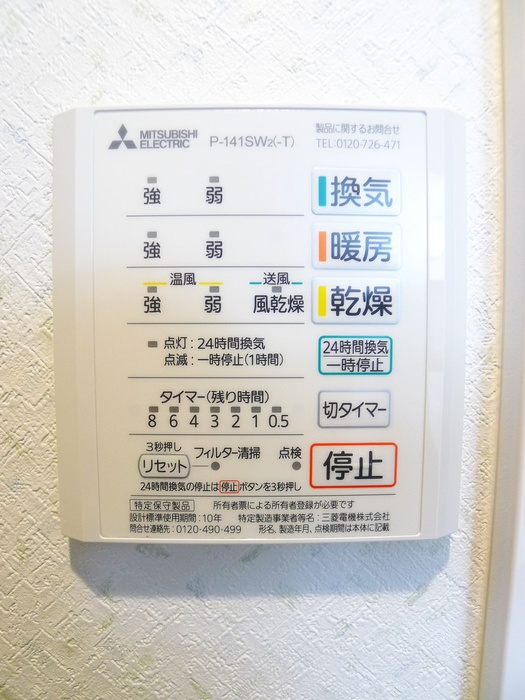 MITSUBISHI ELECTRIC P-141SW2(-T)
製品に関するお問合せ
TEL:0120-726-471
強 弱 換気
強 弱 暖房
温風 送風
強 弱 風乾燥 乾燥
点灯:24時間換気
点滅:一時停止(1時間)
24時間換気
一時停止
タイマー(残り時間)
8 6 4 3 2 1 0.5
切タイマー
3秒押し
リセット フィルター清掃 点検
停止
24時間換気の停止は停止ボタンを3秒押し
特定保守製品 所有者票による所有者登録が必要です
設計標準使用期間:10年 特定製造事業者等名:三菱電機株式会社
問合せ連絡先:0120-490-499 形名、製造年月、点検期間は本体に記載